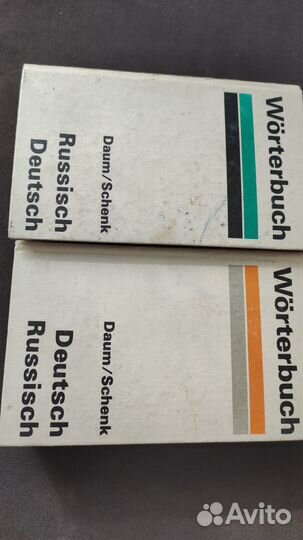 Wörterbuch
Daum/Schenk
Russisch
Deutsch
Wörterbuch
Daum/Schenk
Deutsch
Russisch
Avito